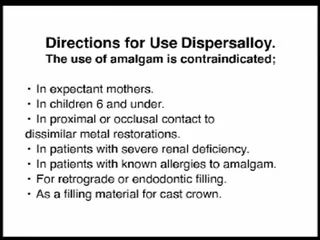 Directions for Use Dispersalloy.
The use of amalgam is contraindicated;
· In expectant mothers.
· In children 6 and under.
· In proximal or occlusal contact to
dissimilar metal restorations.
· In patients with severe renal deficiency.
· In patients with known allergies to amalgam.
· For retrograde or endodontic filling.
· As a filling material for cast crown.